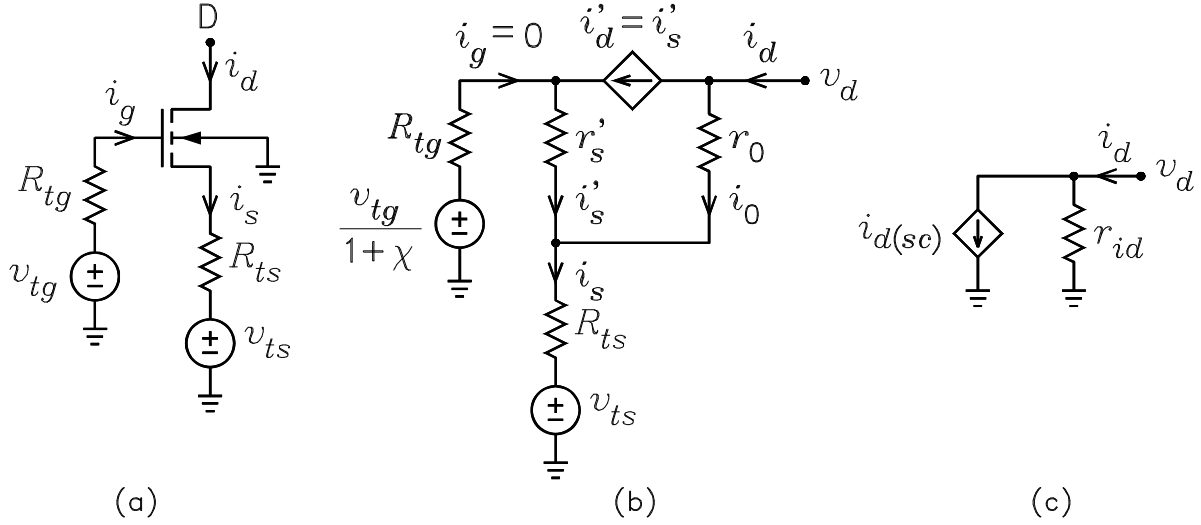 D
i_d
i_g
R_tg
i_s
R_ts
v_tg
v_ts
(a)
i_g = 0
i'_d = i'_s
i_d
v_d
R_tg
r'_s
r_0
v_tg
1 + χ
i'_s
i_0
i_s
R_ts
v_ts
(b)
i_d
v_d
i_d(sc)
r_id
(c)